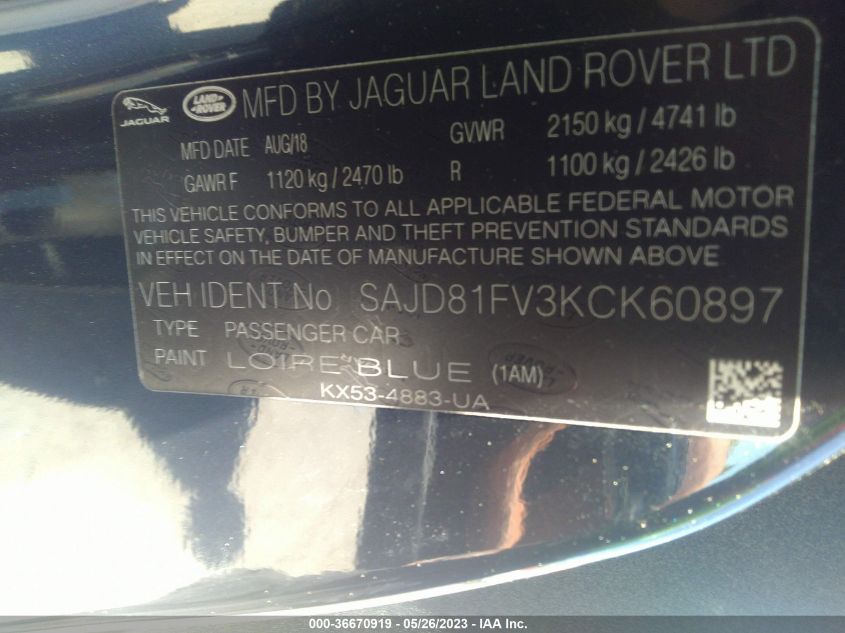 JAGUAR LAND ROVER MFD BY JAGUAR LAND ROVER LTD
MFD DATE AUG/18 GVWR 2150 kg / 4741 lb
GAWR F 1120 kg / 2470 lb R 1100 kg / 2426 lb
THIS VEHICLE CONFORMS TO ALL APPLICABLE FEDERAL MOTOR
VEHICLE SAFETY, BUMPER AND THEFT PREVENTION STANDARDS
IN EFFECT ON THE DATE OF MANUFACTURE SHOWN ABOVE
VEH IDENT No SAJD81FV3KCK60897
TYPE PASSENGER CAR
PAINT LOIRE BLUE (1AM)
KX53-4883-UA
000-36670919 // 05/26/2023 // IAA Inc.